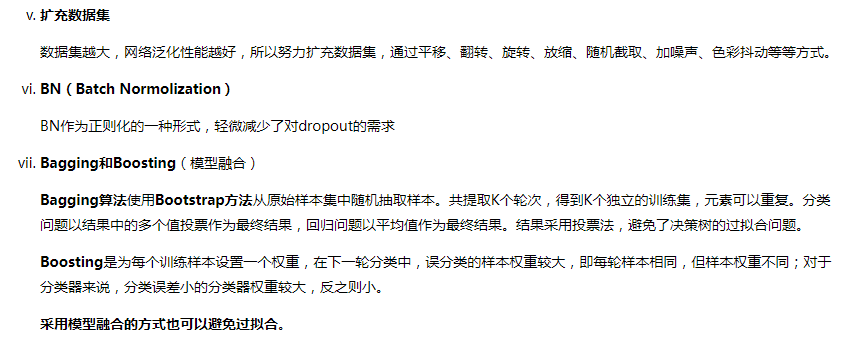 v. 扩充数据集
数据集越大，网络泛化性能越好，所以努力扩充数据集，通过平移、翻转、旋转、放缩、随机截取、加噪声、色彩抖动等等方式。
vi. BN（Batch Normolization）
BN作为正则化的一种形式，轻微减少了对dropout的需求
vii. Bagging和Boosting（模型融合）
Bagging算法使用Bootstrap方法从原始样本集中随机抽取样本。共提取K个轮次，得到K个独立的训练集，元素可以重复。分类
问题以结果中的多个值投票作为最终结果，回归问题以平均值作为最终结果。结果采用投票法，避免了决策树的过拟合问题。
Boosting是为每个训练样本设置一个权重，在下一轮分类中，误分类的样本权重较大，即每轮样本相同，但样本权重不同；对于
分类器来说，分类误差小的分类器权重较大，反之则小。
采用模型融合的方式也可以避免过拟合。